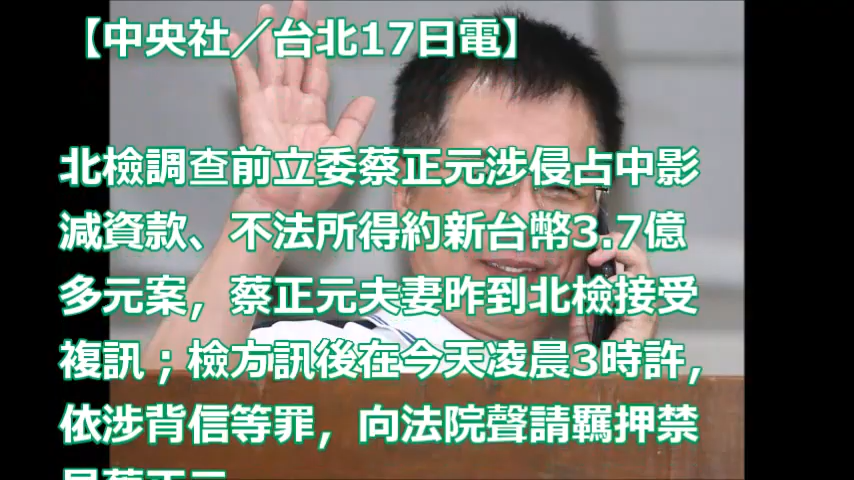 【中央社／台北17日電】
北檢調查前立委蔡正元涉侵占中影
減資款、不法所得約新台幣3.7億
多元案，蔡正元夫妻昨到北檢接受
複訊；檢方訊後在今天凌晨3時許，
依涉背信等罪，向法院聲請羈押禁
見蔡正元